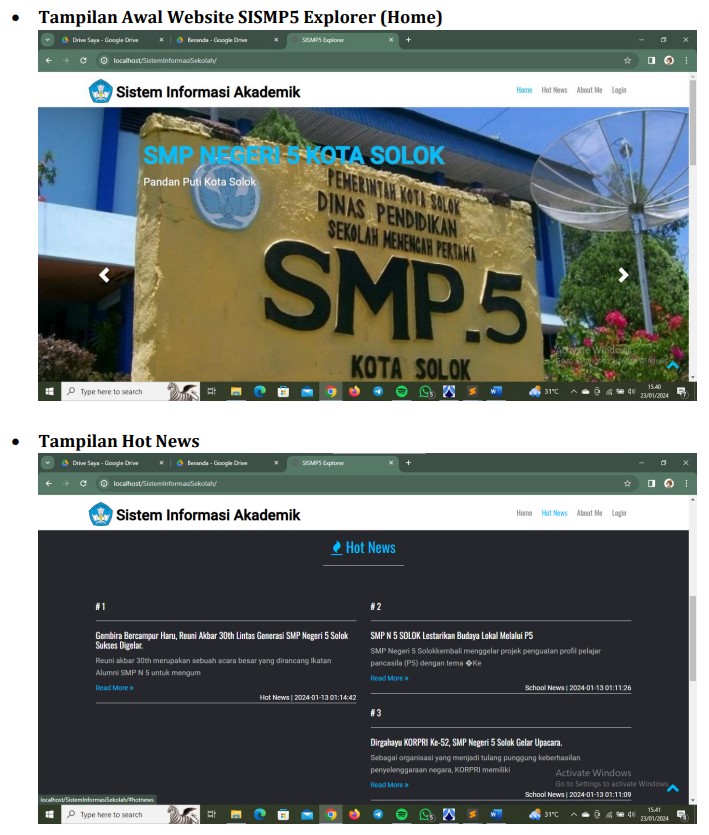 • Tampilan Awal Website SISMP5 Explorer (Home)
Drive Saya - Google Drive × Beranda - Google Drive × SISMP5 Explorer × +
localhost/SistemInformasiSekolah/
Sistem Informasi Akademik
Home Hot News About Me Login
SMP NEGERI 5 KOTA SOLOK
Pandan Puti Kota Solok
PEMERINTAH KOTA SOLOK
DINAS PENDIDIKAN
SEKOLAH MENENGAH PERTAMA
SMP.5
KOTA SOLOK
Activate Windows
Go to Settings to activate Windows.
Type here to search
31°C
15.40
23/01/2024
• Tampilan Hot News
Drive Saya - Google Drive × Beranda - Google Drive × SISMP5 Explorer × +
localhost/SistemInformasiSekolah/
Sistem Informasi Akademik
Home Hot News About Me Login
Hot News
# 1
Gembira Bercampur Haru, Reuni Akbar 30th Lintas Generasi SMP Negeri 5 Solok
Sukses Digelar.
Reuni akbar 30th merupakan sebuah acara besar yang dirancang Ikatan
Alumni SMP N 5 untuk mengum
Read More »
Hot News | 2024-01-13 01:14:42
# 2
SMP N 5 SOLOK Lestarikan Budaya Lokal Melalui P5
SMP Negeri 5 Solokkembali menggelar projek penguatan profil pelajar
pancasila (P5) dengan tema �Ke
Read More »
School News | 2024-01-13 01:11:26
# 3
Dirgahayu KORPRI Ke-52, SMP Negeri 5 Solok Gelar Upacara.
Sebagai organisasi yang menjadi tulang punggung keberhasilan
penyelenggaraan negara, KORPRI memiliki
Read More »
School News | 2024-01-13 01:11:09
Activate Windows
Go to Settings to activate Windows.
localhost/SistemInformasiSekolah/#hotnews
Type here to search
31°C
15.41
23/01/2024